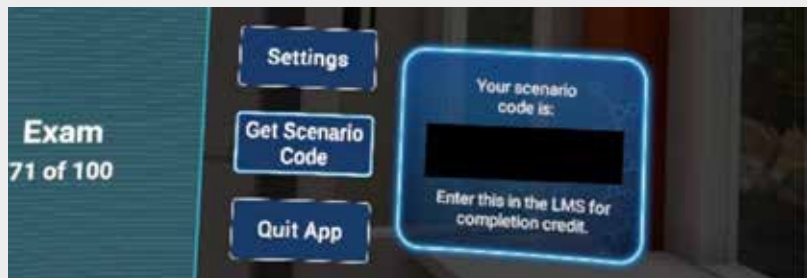 Exam
71 of 100
Settings
Get Scenario
Code
Quit App
Your scenario
code is:
Enter this in the LMS for
completion credit.